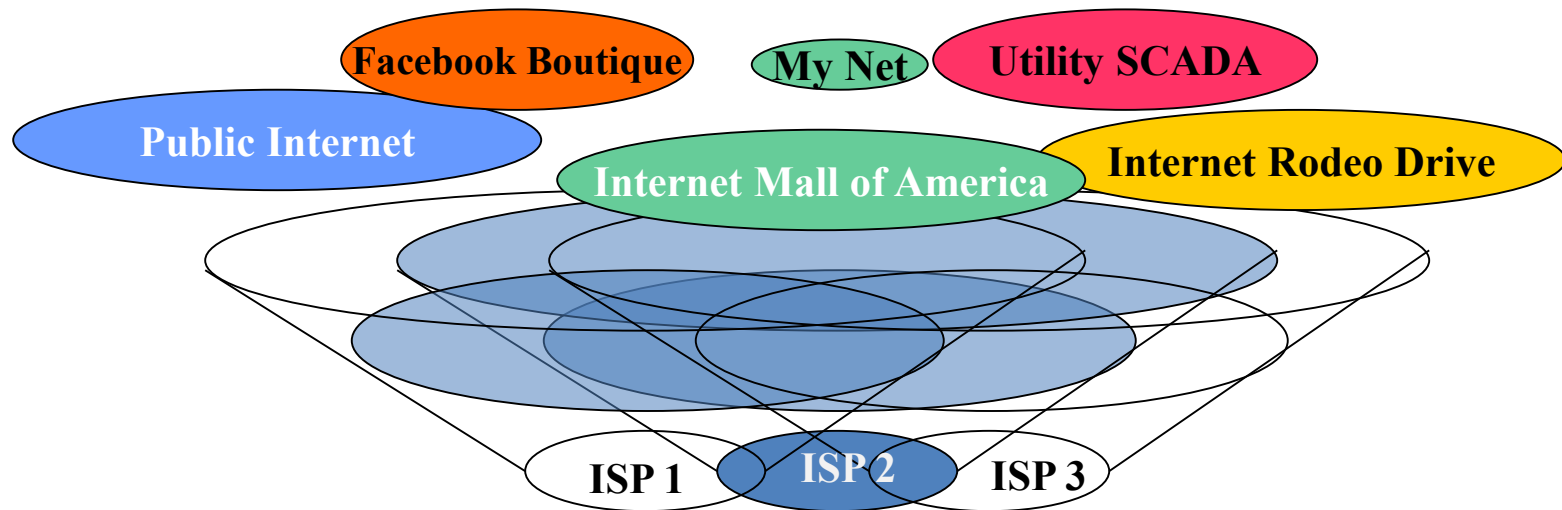 Facebook Boutique
My Net
Utility SCADA
Public Internet
Internet Mall of America
Internet Rodeo Drive
ISP 1
ISP 2
ISP 3